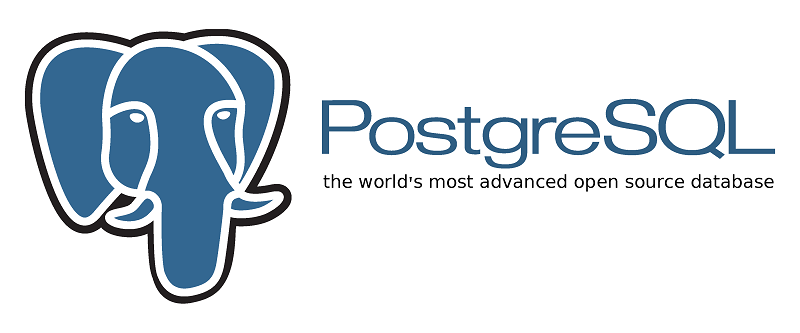 PostgreSQL
the world's most advanced open source database